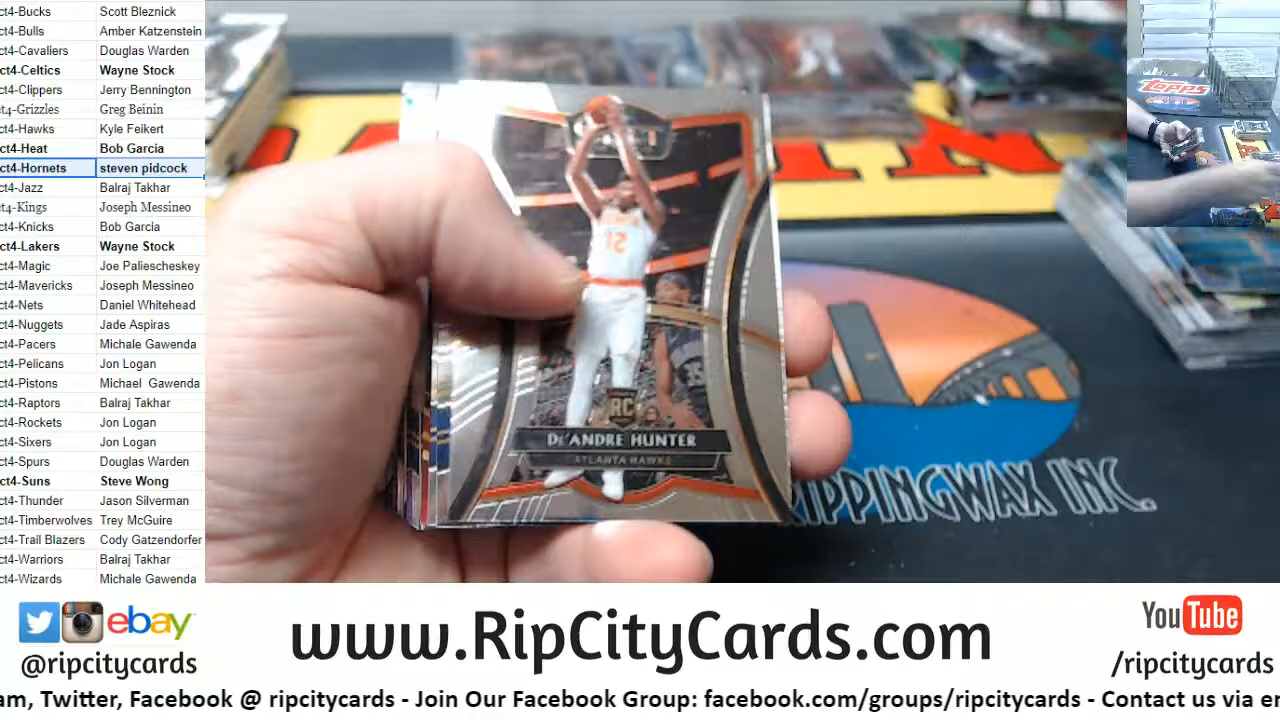 ct4-Bucks Scott Bleznick
ct4-Bulls Amber Katzenstein
ct4-Cavaliers Douglas Warden
ct4-Celtics Wayne Stock
ct4-Clippers Jerry Bennington
ct4-Grizzles Greg Beinin
ct4-Hawks Kyle Feikert
ct4-Heat Bob Garcia
ct4-Hornets steven pidcock
ct4-Jazz Balraj Takhar
ct4-Kings Joseph Messineo
ct4-Knicks Bob Garcia
ct4-Lakers Wayne Stock
ct4-Magic Joe Paliescheskey
ct4-Mavericks Joseph Messineo
ct4-Nets Daniel Whitehead
ct4-Nuggets Jade Aspiras
ct4-Pacers Michale Gawenda
ct4-Pelicans Jon Logan
ct4-Pistons Michael Gawenda
ct4-Raptors Balraj Takhar
ct4-Rockets Jon Logan
ct4-Sixers Jon Logan
ct4-Spurs Douglas Warden
ct4-Suns Steve Wong
ct4-Thunder Jason Silverman
ct4-Timberwolves Trey McGuire
ct4-Trail Blazers Cody Gatzendorfer
ct4-Warriors Balraj Takhar
ct4-Wizards Michale Gawenda
topps
12
RC
DE'ANDRE HUNTER
ATLANTA HAWKS
RIPPINGWAX INC.
ebay
@ripcitycards
www.RipCityCards.com
YouTube
/ripcitycards
am, Twitter, Facebook @ ripcitycards - Join Our Facebook Group: facebook.com/groups/ripcitycards - Contact us via e